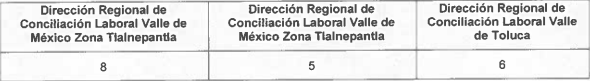 Dirección Regional de
Conciliación Laboral Valle de
México Zona Tlalnepantla
Dirección Regional de
Conciliación Laboral Valle de
México Zona Tlalnepantla
Dirección Regional de
Conciliación Laboral Valle
de Toluca
8
5
6